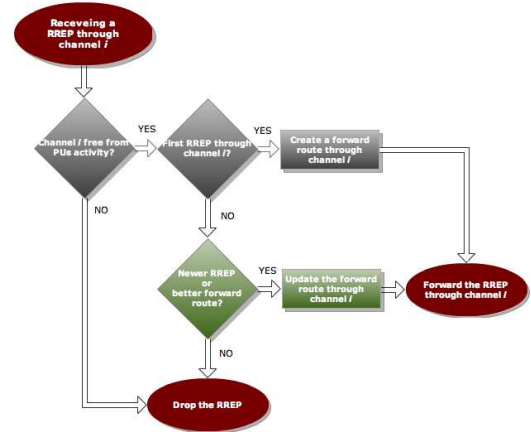 Receveing a
RREP through
channel i
Channel i free from
PUs activity?
YES
First RREP through
channel i?
YES
Create a forward
route through
channel i
NO
NO
Newer RREP
or
better forward
route?
YES
Update the forward
route through
channel i
Forward the RREP
through channel i
NO
Drop the RREP